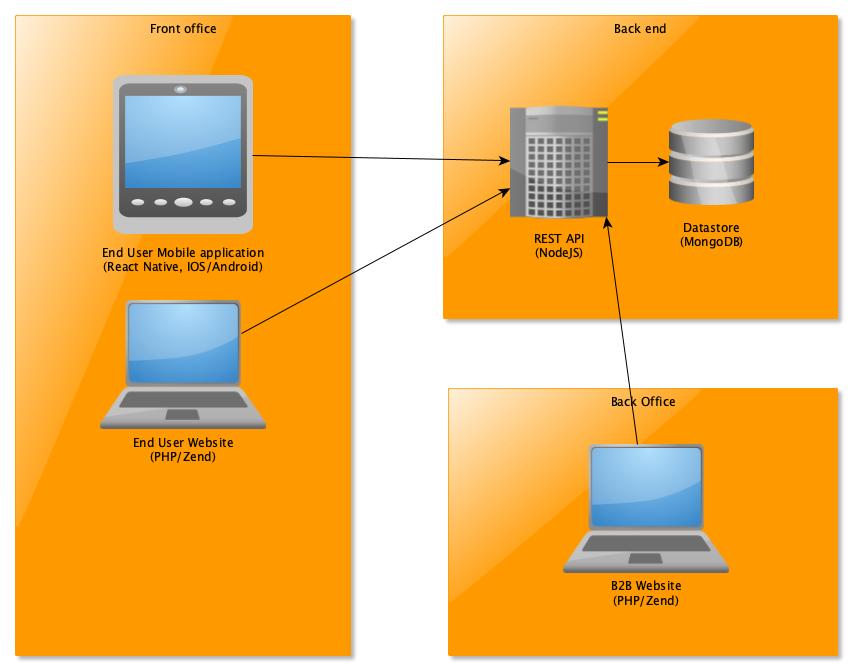 Front office
End User Mobile application
(React Native, IOS/Android)
End User Website
(PHP/Zend)
Back end
REST API
(NodeJS)
Datastore
(MongoDB)
Back Office
B2B Website
(PHP/Zend)